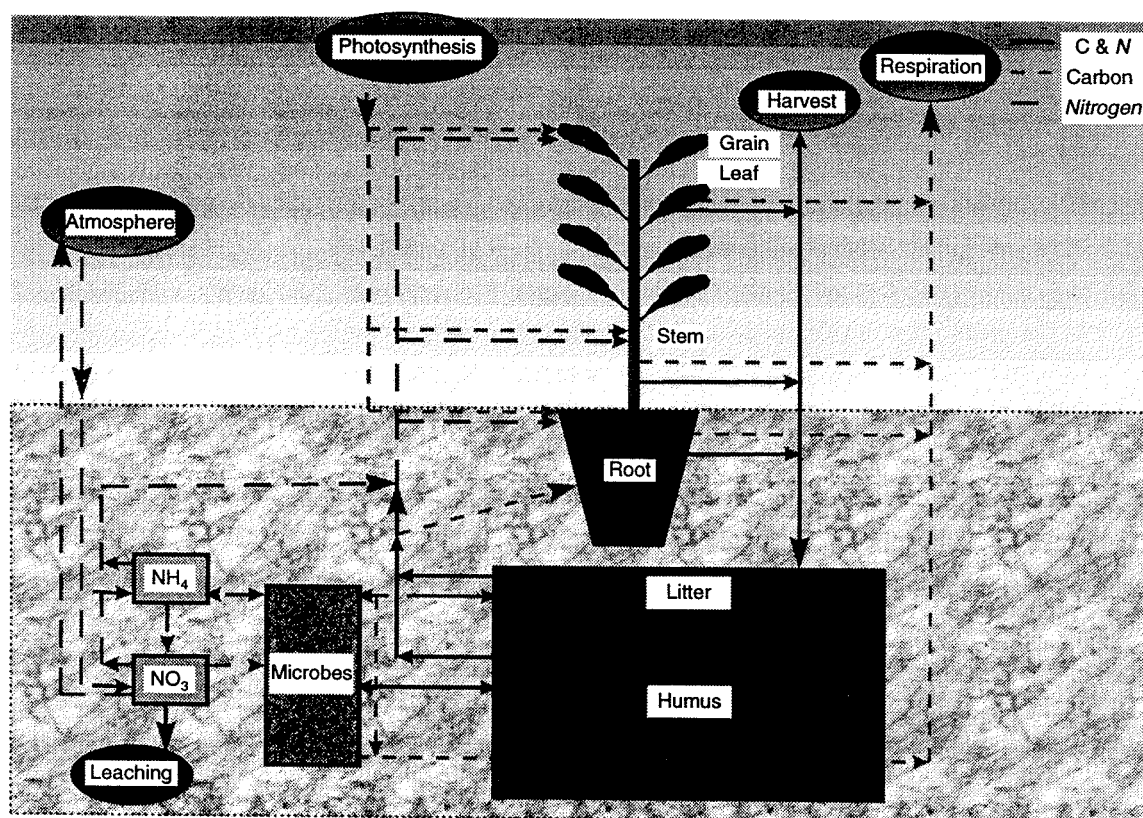 Photosynthesis
C & N
Respiration
Carbon
Harvest
Nitrogen
Grain
Leaf
Atmosphere
Stem
Root
NH₄
Litter
Microbes
NO₃
Humus
Leaching